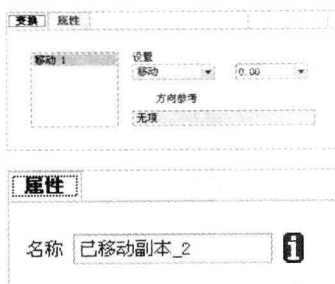 变换 属性
移动 1
设置
移动 0.00
方向参考
无项
属性
名称 已移动副本_2